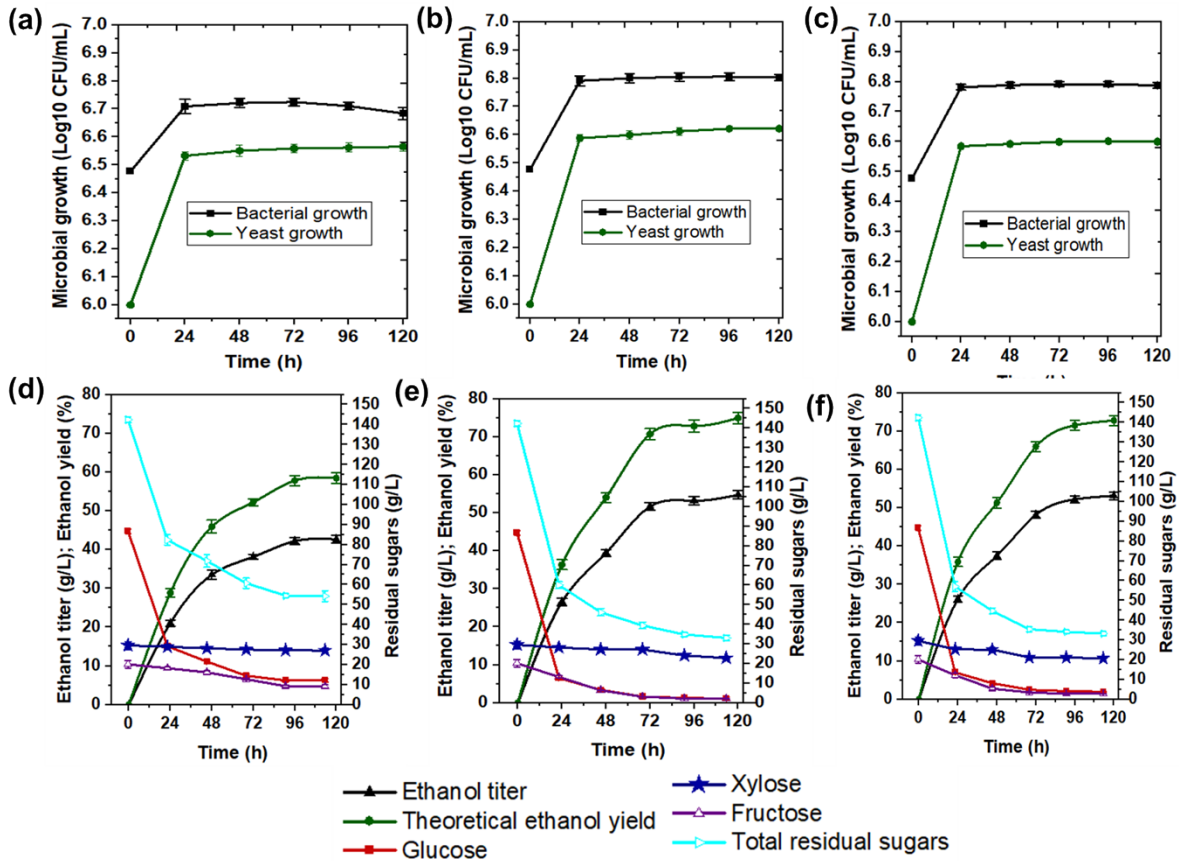 (a)
Microbial growth (Log10 CFU/mL)
7.0
6.9
6.8
6.7
6.6
6.5
6.4
6.3
6.2
6.1
6.0
Bacterial growth
Yeast growth
0 24 48 72 96 120
Time (h)
(b)
Microbial growth (Log10 CFU/mL)
7.0
6.9
6.8
6.7
6.6
6.5
6.4
6.3
6.2
6.1
6.0
Bacterial growth
Yeast growth
0 24 48 72 96 120
Time (h)
(c)
Microbial growth (Log10 CFU/mL)
7.0
6.9
6.8
6.7
6.6
6.5
6.4
6.3
6.2
6.1
6.0
Bacterial growth
Yeast growth
0 24 48 72 96 120
(d)
Ethanol titer (g/L); Ethanol yield (%)
80
70
60
50
40
30
20
10
0
150
140
130
120
110
100
90
80
70
60
50
40
30
20
10
0
Residual sugars (g/L)
0 24 48 72 96 120
Time (h)
(e)
Ethanol titer (g/L); Ethanol yield (%)
80
70
60
50
40
30
20
10
0
150
140
120
100
80
60
40
20
0
Residual sugars (g/L)
0 24 48 72 96 120
Time (h)
(f)
Ethanol titer (g/L); Ethanol yield (%)
80
70
60
50
40
30
20
10
0
150
140
130
120
110
100
90
80
70
60
50
40
30
20
10
0
Residual sugars (g/L)
0 24 48 72 96 120
Time (h)
Ethanol titer
Theoretical ethanol yield
Glucose
Xylose
Fructose
Total residual sugars